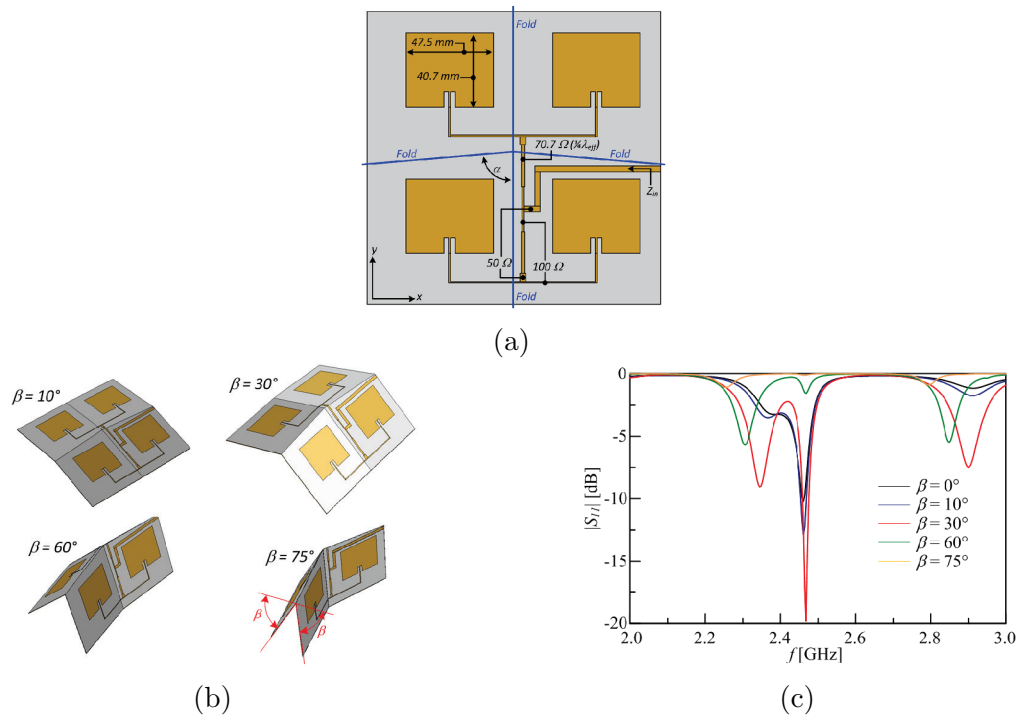 Fold
47.5 mm
40.7 mm
70.7 Ω (¼λeff)
Fold
Fold
α
Zin
y
50 Ω
100 Ω
x
Fold
(a)
β = 10°
β = 30°
β = 60°
β = 75°
β
β
(b)
0
-5
-10
-15
-20
|S11| [dB]
β = 0°
β = 10°
β = 30°
β = 60°
β = 75°
2.0 2.2 2.4 2.6 2.8 3.0
f [GHz]
(c)